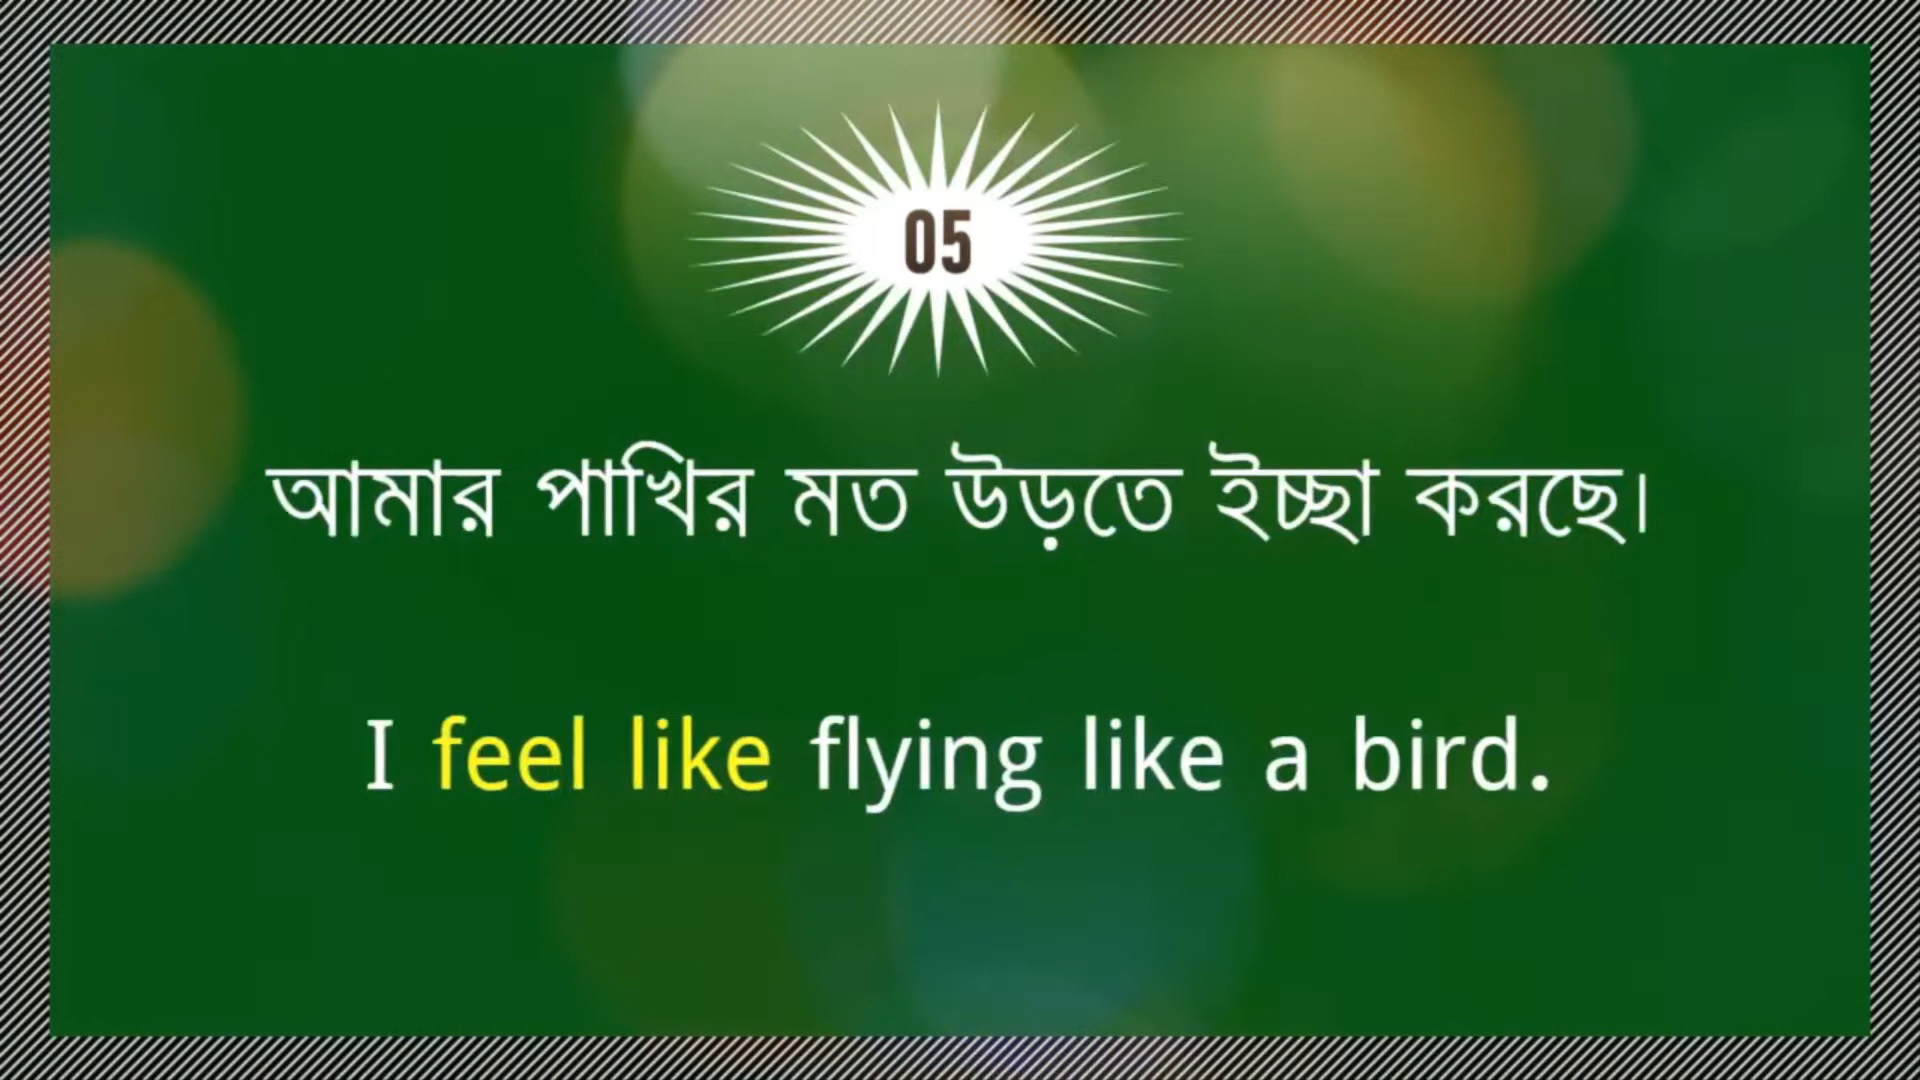 05
আমার পাখির মত উড়তে ইচ্ছা করছে।
I feel like flying like a bird.